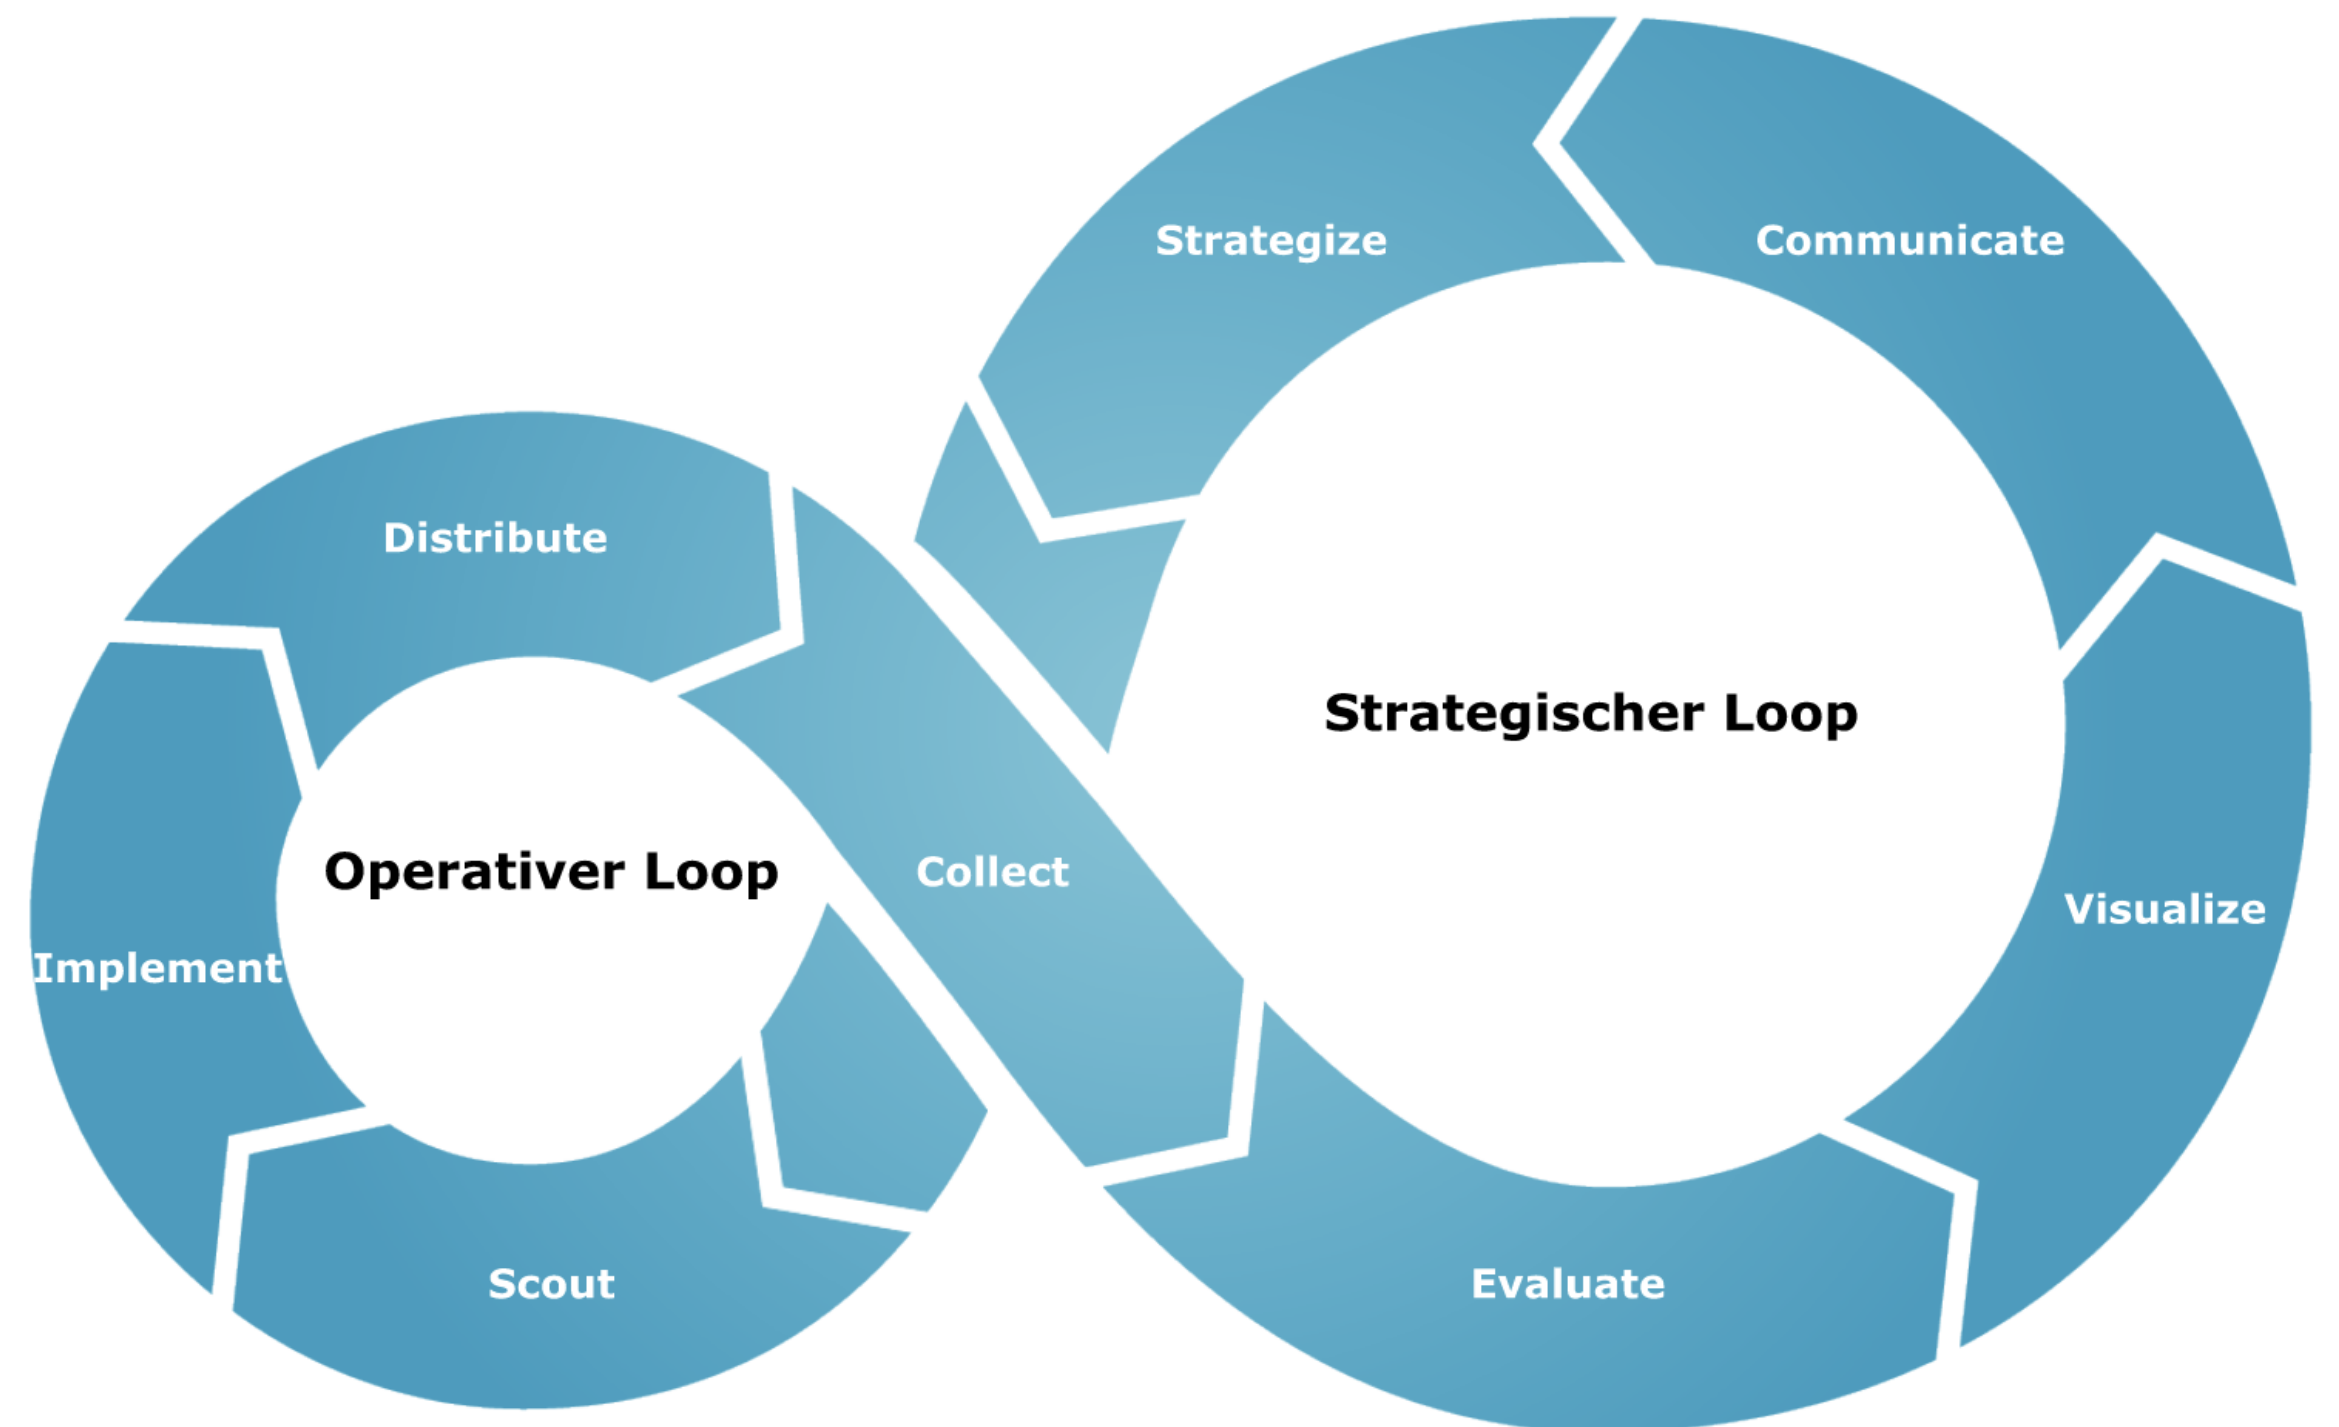 Strategize
Communicate
Distribute
Strategischer Loop
Operativer Loop
Collect
Visualize
Implement
Scout
Evaluate